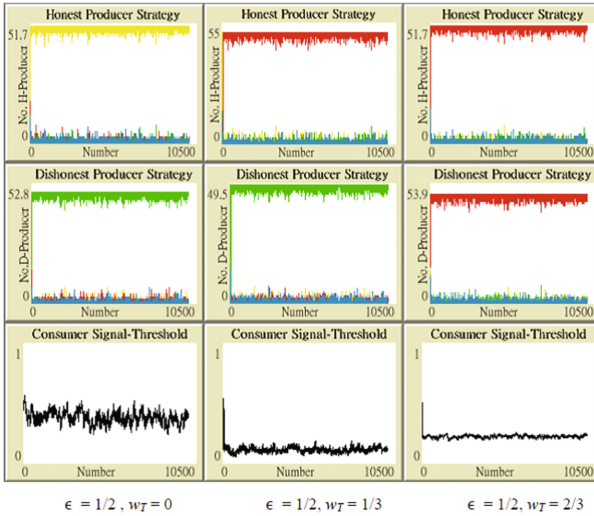 Honest Producer Strategy
51.7
No. H-Producer
0
0 Number 10500
Honest Producer Strategy
55
No. H-Producer
0
0 Number 10500
Honest Producer Strategy
51.7
No. H-Producer
0
0 Number 10500
Dishonest Producer Strategy
52.8
No.D-Producer
0
0 Number 10500
Dishonest Producer Strategy
49.5
No. D-Producer
0
0 Number 10500
Dishonest Producer Strategy
53.9
No. D-Producer
0
0 Number 10500
Consumer Signal-Threshold
1
0
0 Number 10500
Consumer Signal-Threshold
1
0
0 Number 10500
Consumer Signal-Threshold
1
0
0 Number 10500
ϵ = 1/2 , wT = 0
ϵ = 1/2, wT = 1/3
ϵ = 1/2, wT = 2/3